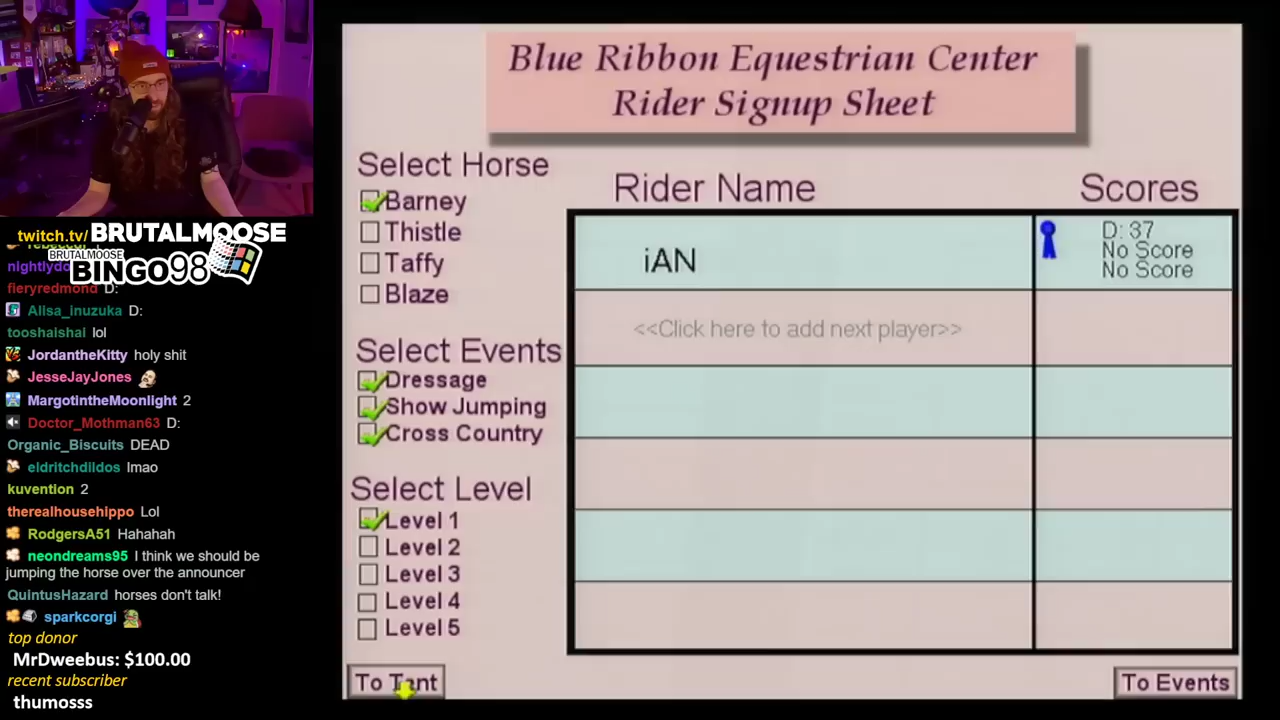 twitch.tv/BRUTALMOOSE
BRUTALMOOSE
BINGO98
fieryredmond D:
Alisa_inuzuka D:
tooshaishai lol
JordantheKitty holy shit
JesseJayJones
MargotintheMoonlight 2
Doctor_Mothman63 D:
Organic_Biscuits DEAD
eldritchdildos lmao
kuvention 2
therealhousehippo Lol
RodgersA51 Hahahah
neondreams95 I think we should be
jumping the horse over the announcer
QuintusHazard horses don't talk!
sparkcorgi
top donor
MrDweebus: $100.00
recent subscriber
thumosss
Blue Ribbon Equestrian Center
Rider Signup Sheet
Select Horse
Barney
Thistle
Taffy
Blaze
Select Events
Dressage
Show Jumping
Cross Country
Select Level
Level 1
Level 2
Level 3
Level 4
Level 5
To Tent
Rider Name
Scores
iAN
D: 37
No Score
No Score
<<Click here to add next player>>
To Events